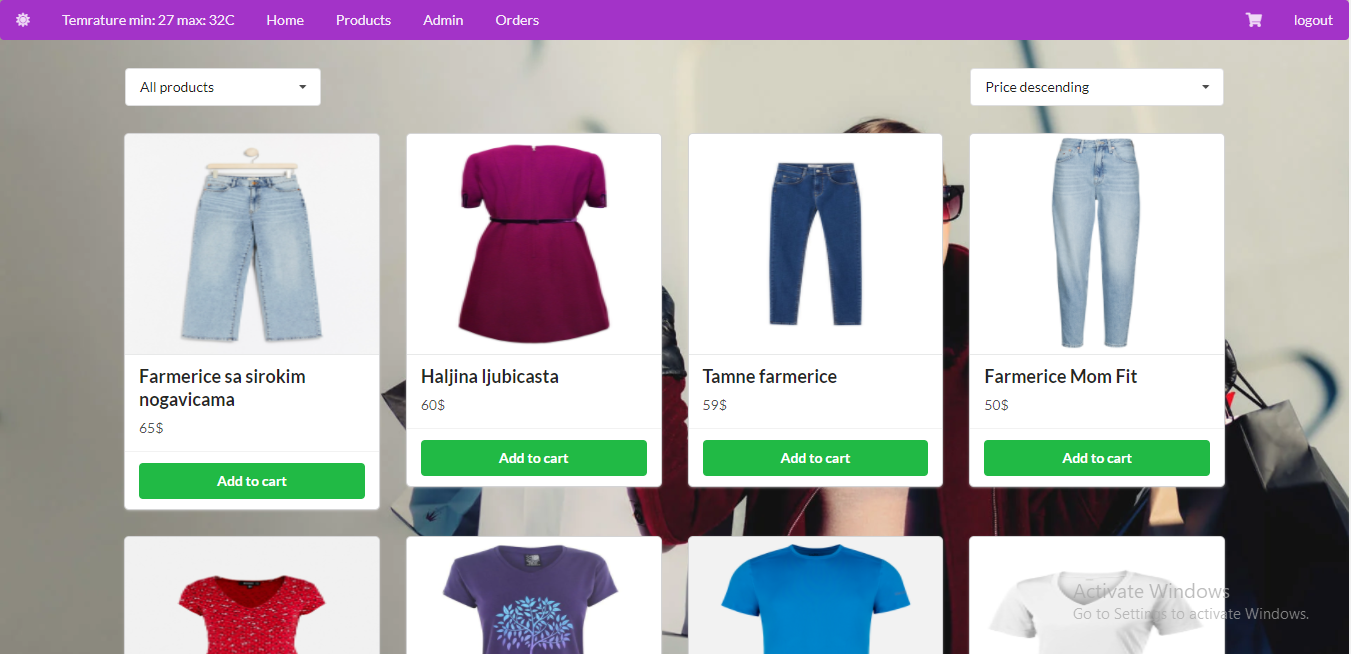 Temrature min: 27 max: 32C Home Products Admin Orders logout
All products Price descending
Farmerice sa sirokim
nogavicama
65$
Add to cart
Haljina ljubicasta
60$
Add to cart
Tamne farmerice
59$
Add to cart
Farmerice Mom Fit
50$
Add to cart
Activate Windows
Go to Settings to activate Windows.